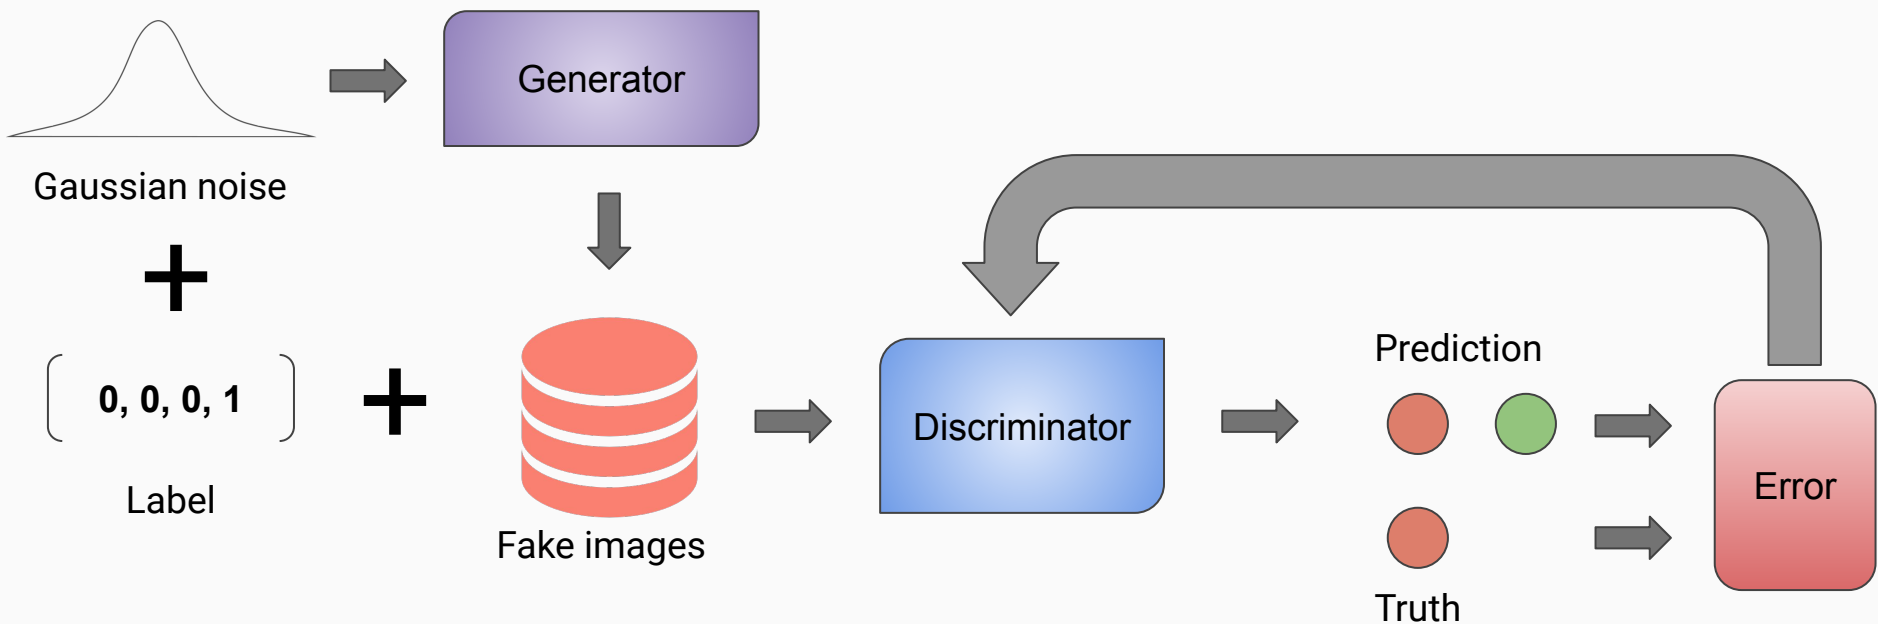 Generator
Gaussian noise
0, 0, 0, 1
Label
Fake images
Discriminator
Prediction
Truth
Error